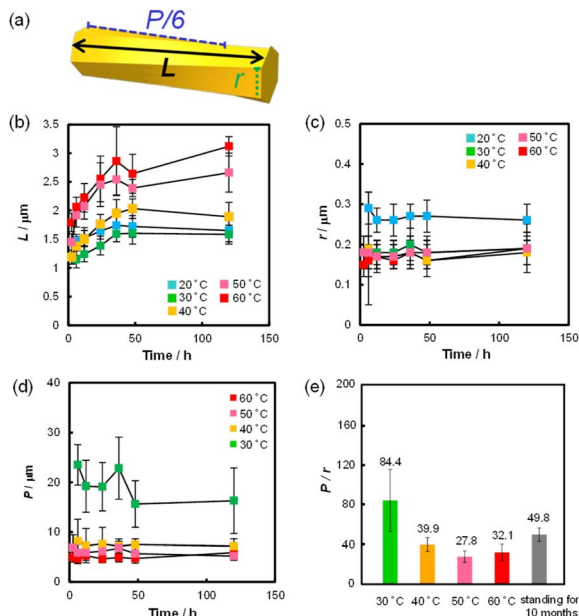 (a)
P/6
L
r
(b)
L / μm
3.5
3
2.5
2
1.5
1
0.5
0
0
50
100
150
Time / h
20˚C
30˚C
40˚C
50˚C
60˚C
(c)
r / μm
0.5
0.4
0.3
0.2
0.1
0
0
50
100
150
Time / h
20˚C
30˚C
40˚C
50˚C
60˚C
(d)
P / μm
40
30
20
10
0
0
50
100
150
Time / h
60˚C
50˚C
40˚C
30˚C
(e)
P / r
200
160
120
80
40
0
84.4
39.9
27.8
32.1
49.8
30˚C
40˚C
50˚C
60˚C
standing for
10 months